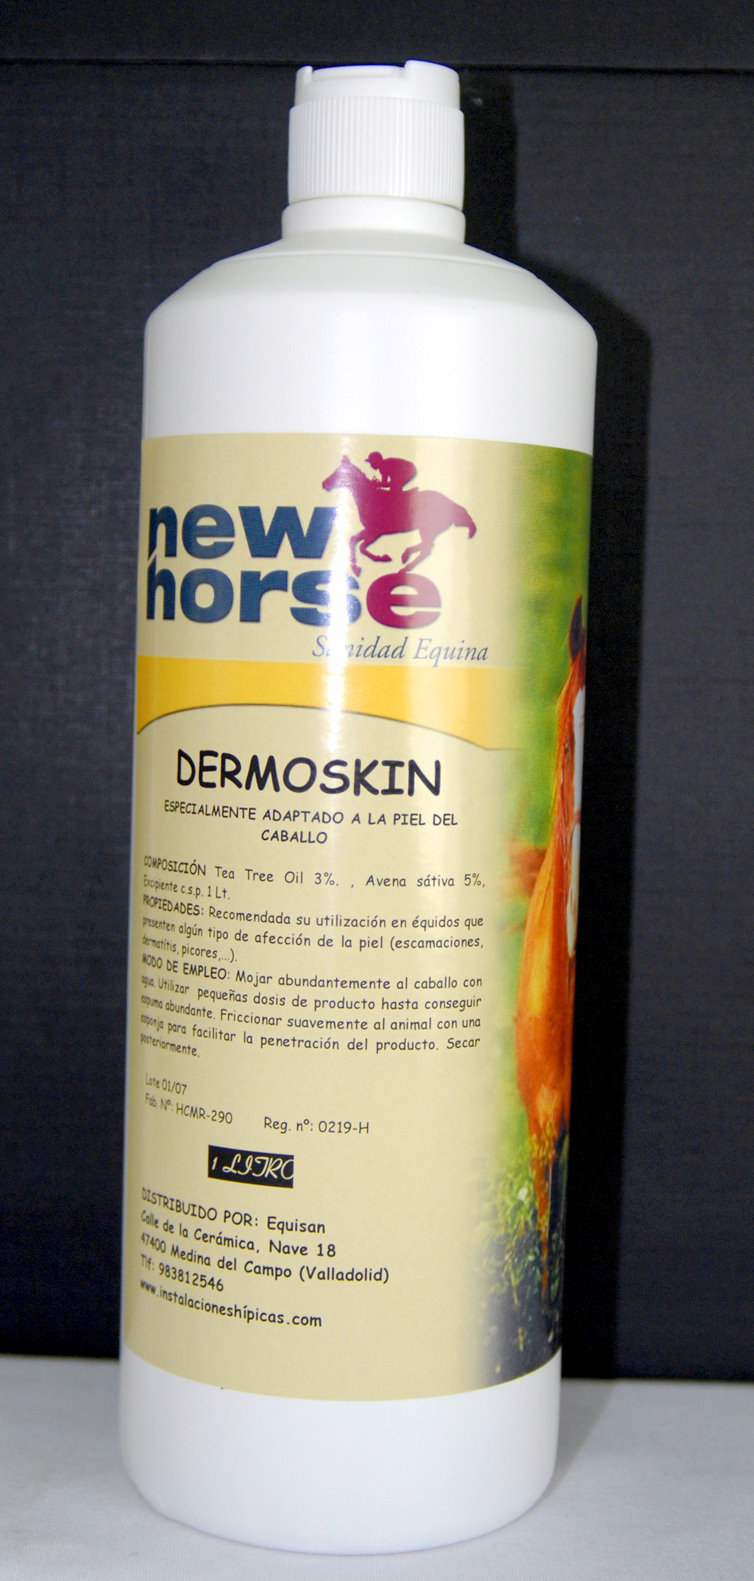 new
horse
Sanidad Equina
DERMOSKIN
ESPECIALMENTE ADAPTADO A LA PIEL DEL
CABALLO
COMPOSICIÓN Tea Tree Oil 3%. , Avena sátiva 5%,
Excipiente c.s.p. 1 Lt.
PROPIEDADES: Recomendada su utilización en équidos que
presenten algún tipo de afección de la piel (escamaciones,
dermatitis, picores,...).
MODO DE EMPLEO: Mojar abundantemente al caballo con
agua. Utilizar pequeñas dosis de producto hasta conseguir
espuma abundante. Friccionar suavemente al animal con una
esponja para facilitar la penetración del producto. Secar
posteriormente.
Lote 01/07
Fab Nº: HCMR-290 Reg. nº: 0219-H
1 LITRO
DISTRIBUIDO POR: Equisan
Calle de la Cerámica, Nave 18
47400 Medina del Campo (Valladolid)
Tlf: 983812546
www.instalacioneshípicas.com